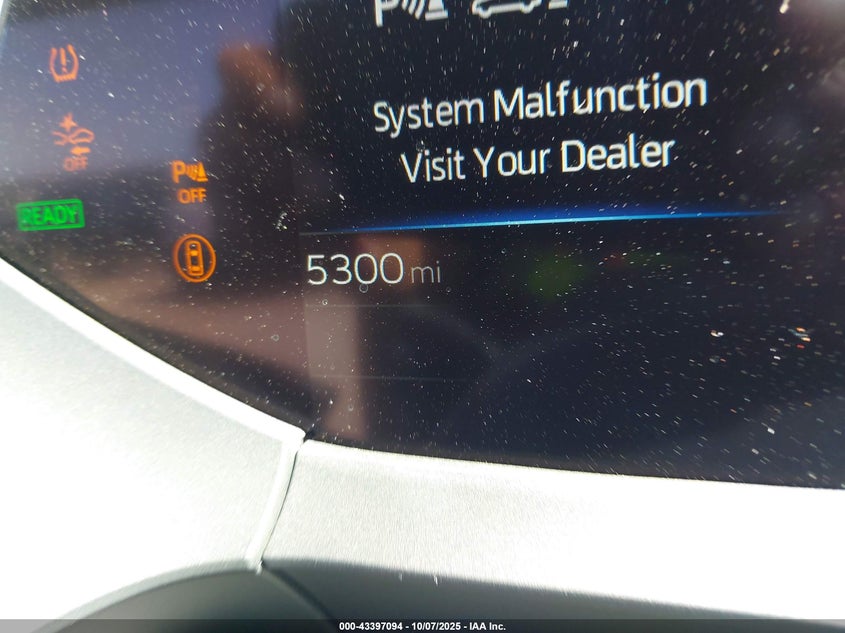 P
System Malfunction
Visit Your Dealer
OFF
P
OFF
READY
5300 mi
000-43397094 - 10/07/2025 - IAA Inc.